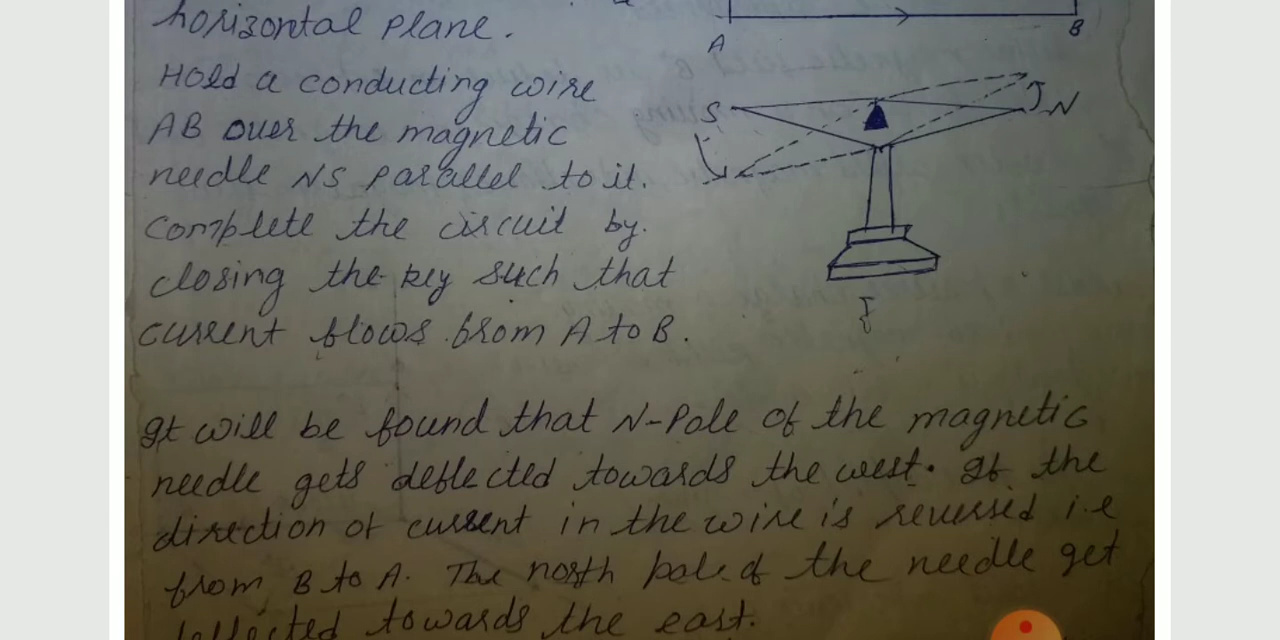 horizontal plane.
A
B
Hold a conducting wire
AB over the magnetic
needle NS parallel to it.
Complete the circuit by.
closing the key such that
current flows from A to B.
S
N
It will be found that N-Pole of the magnetic
needle gets deflected towards the west. If the
direction of current in the wire is reversed i.e
from B to A. The north pole of the needle get
deflected towards the east.